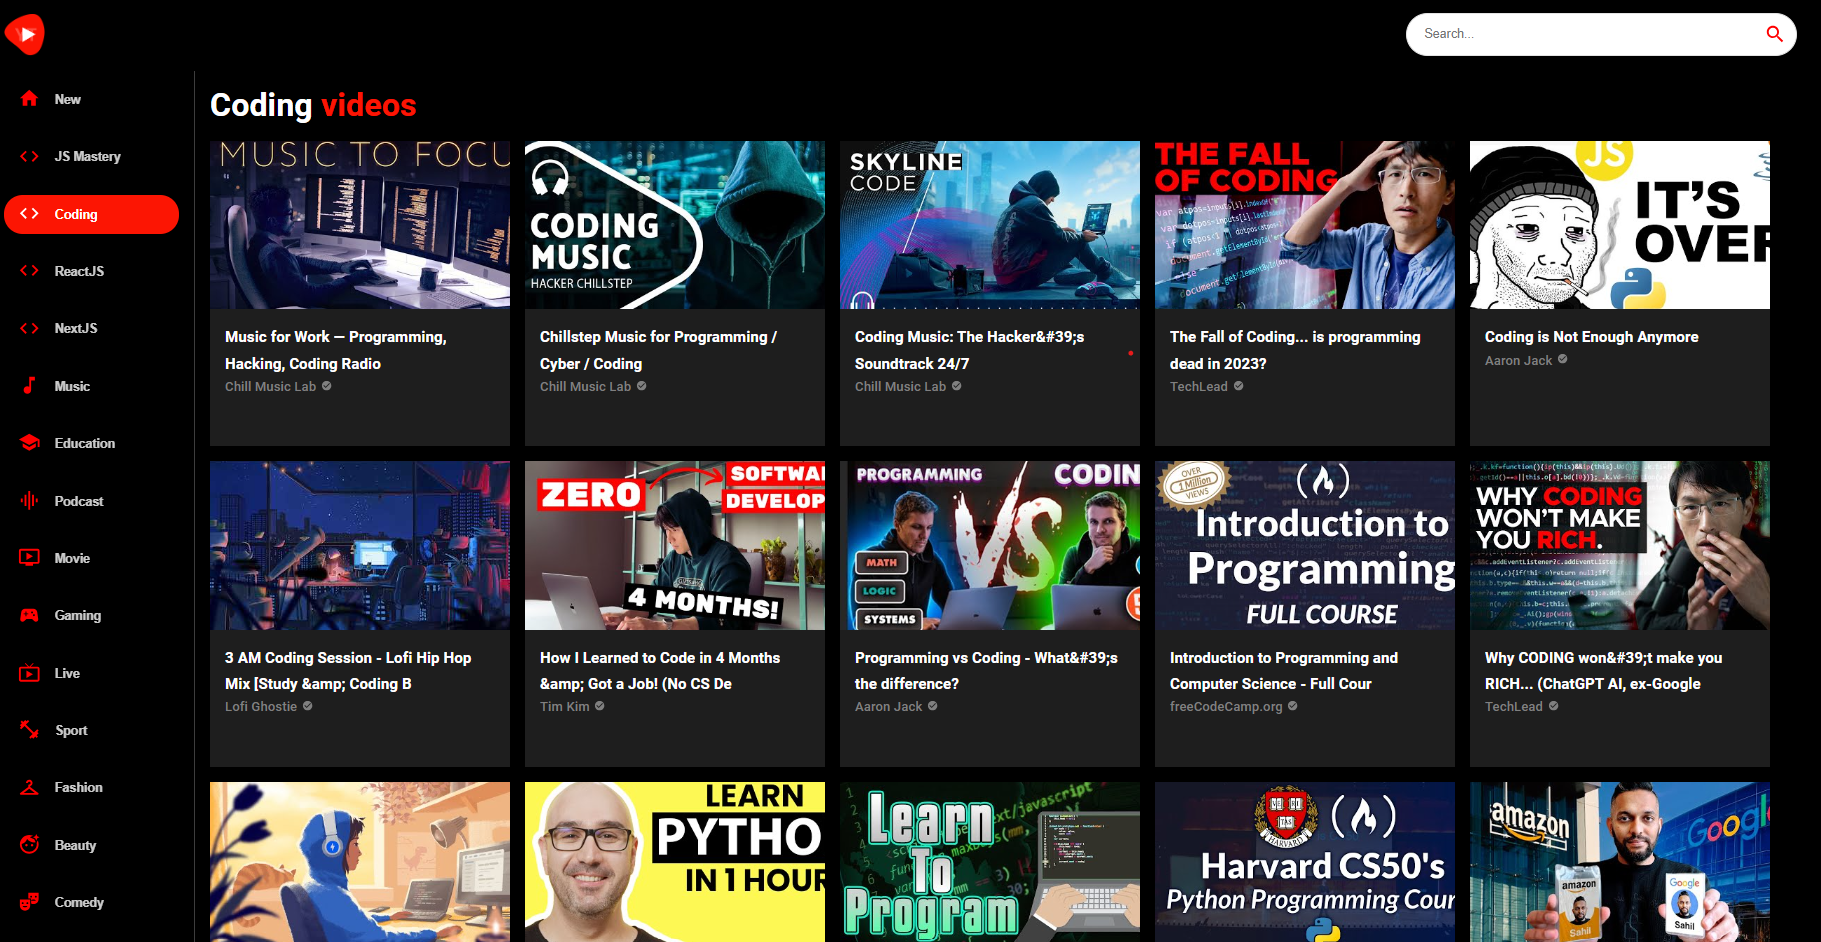 Search...
New
JS Mastery
Coding
ReactJS
NextJS
Music
Education
Podcast
Movie
Gaming
Live
Sport
Fashion
Beauty
Comedy
Coding videos
MUSIC TO FOCU
CODING
MUSIC
HACKER CHILLSTEP
SKYLINE
CODE
THE FALL
OF CODING
JS
IT'S
OVER
Music for Work — Programming,
Hacking, Coding Radio
Chill Music Lab
Chillstep Music for Programming /
Cyber / Coding
Chill Music Lab
Coding Music: The Hacker&#39;s
Soundtrack 24/7
Chill Music Lab
The Fall of Coding... is programming
dead in 2023?
TechLead
Coding is Not Enough Anymore
Aaron Jack
ZERO
SOFTWA
DEVELOP
4 MONTHS!
PROGRAMMING
CODIN
VS
MATH
LOGIC
SYSTEMS
OVER
1 Million
VIEWS
Introduction to
Programming
FULL COURSE
WHY CODING
WON'T MAKE
YOU RICH.
3 AM Coding Session - Lofi Hip Hop
Mix [Study &amp; Coding B
Lofi Ghostie
How I Learned to Code in 4 Months
&amp; Got a Job! (No CS De
Tim Kim
Programming vs Coding - What&#39;s
the difference?
Aaron Jack
Introduction to Programming and
Computer Science - Full Cour
freeCodeCamp.org
Why CODING won&#39;t make you
RICH... (ChatGPT AI, ex-Google
TechLead
LEARN
PYTHO
IN 1 HOUR
Learn
To
Program
HARVARD
Harvard CS50's
Python Programming Cour
amazon
Google
amazon
Sahil
Google
Sahil